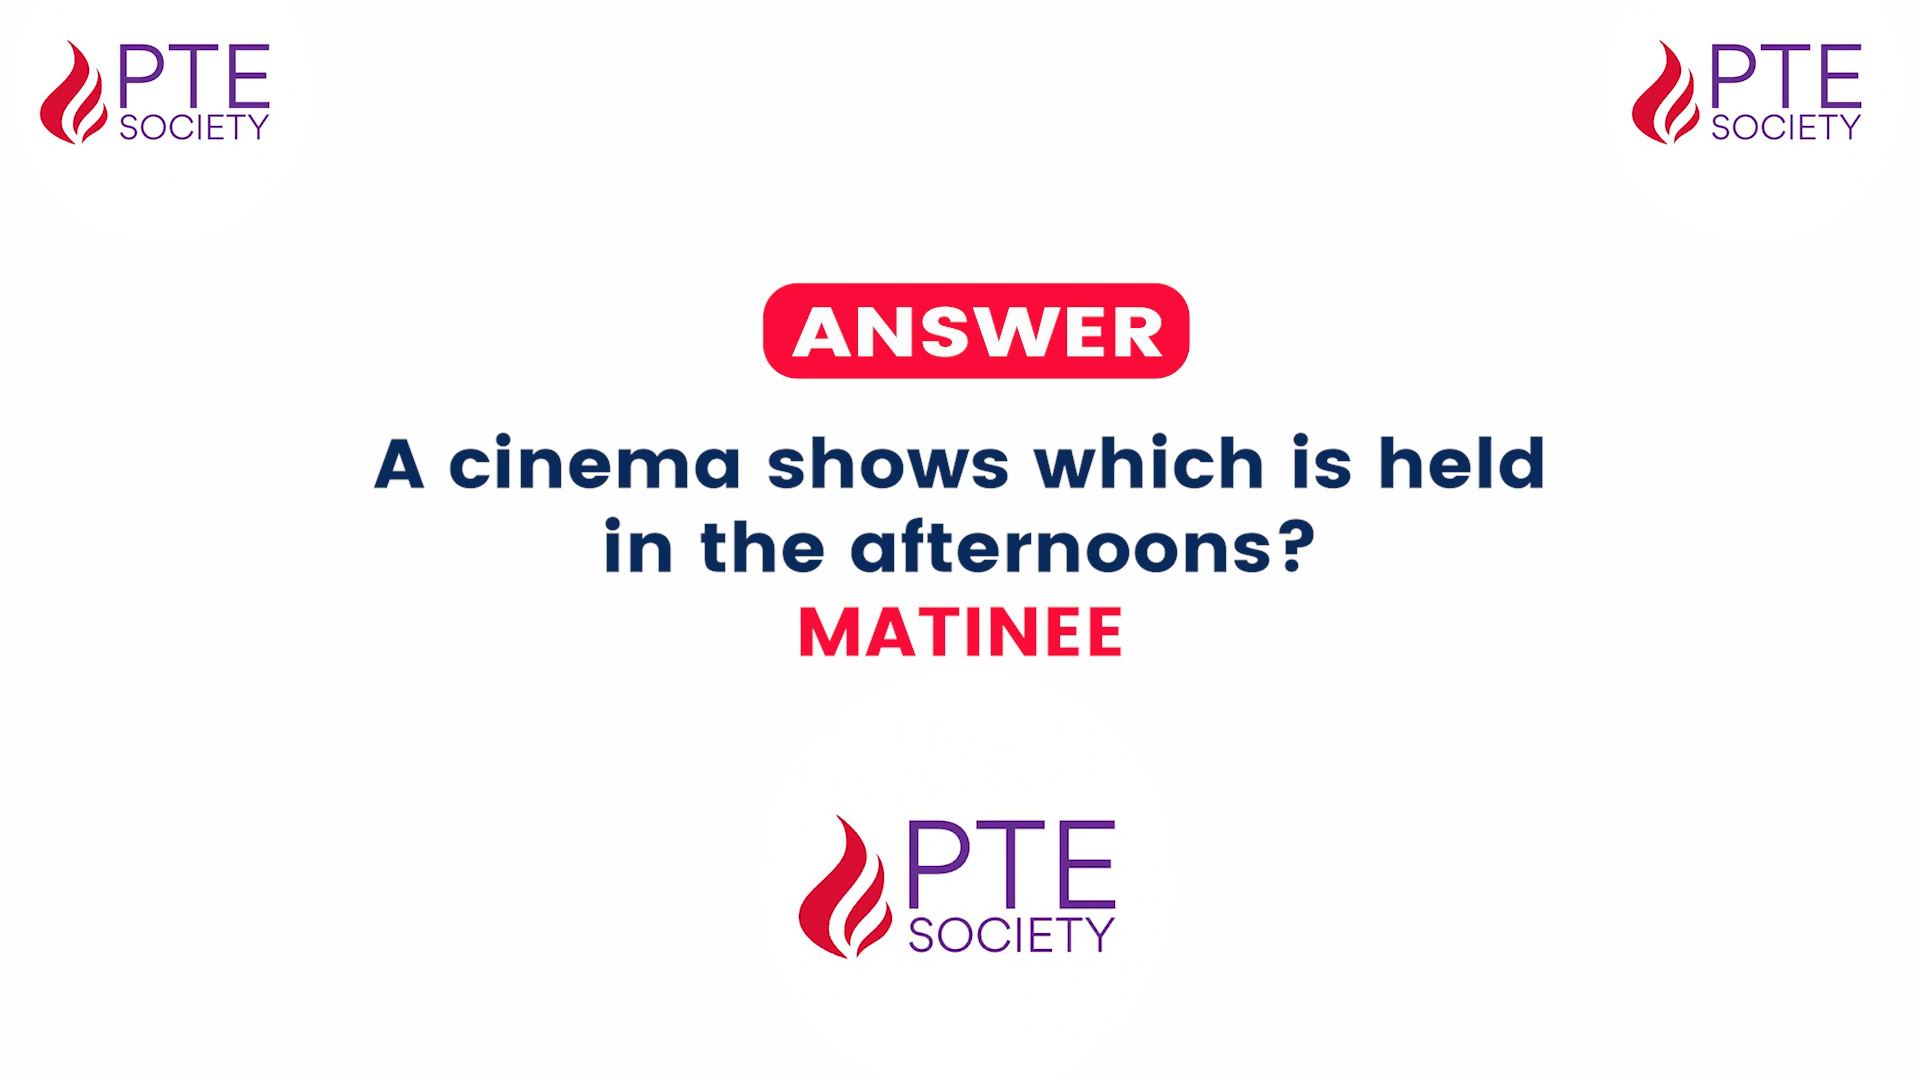 PTE
SOCIETY
PTE
SOCIETY
ANSWER
A cinema shows which is held
in the afternoons?
MATINEE
PTE
SOCIETY